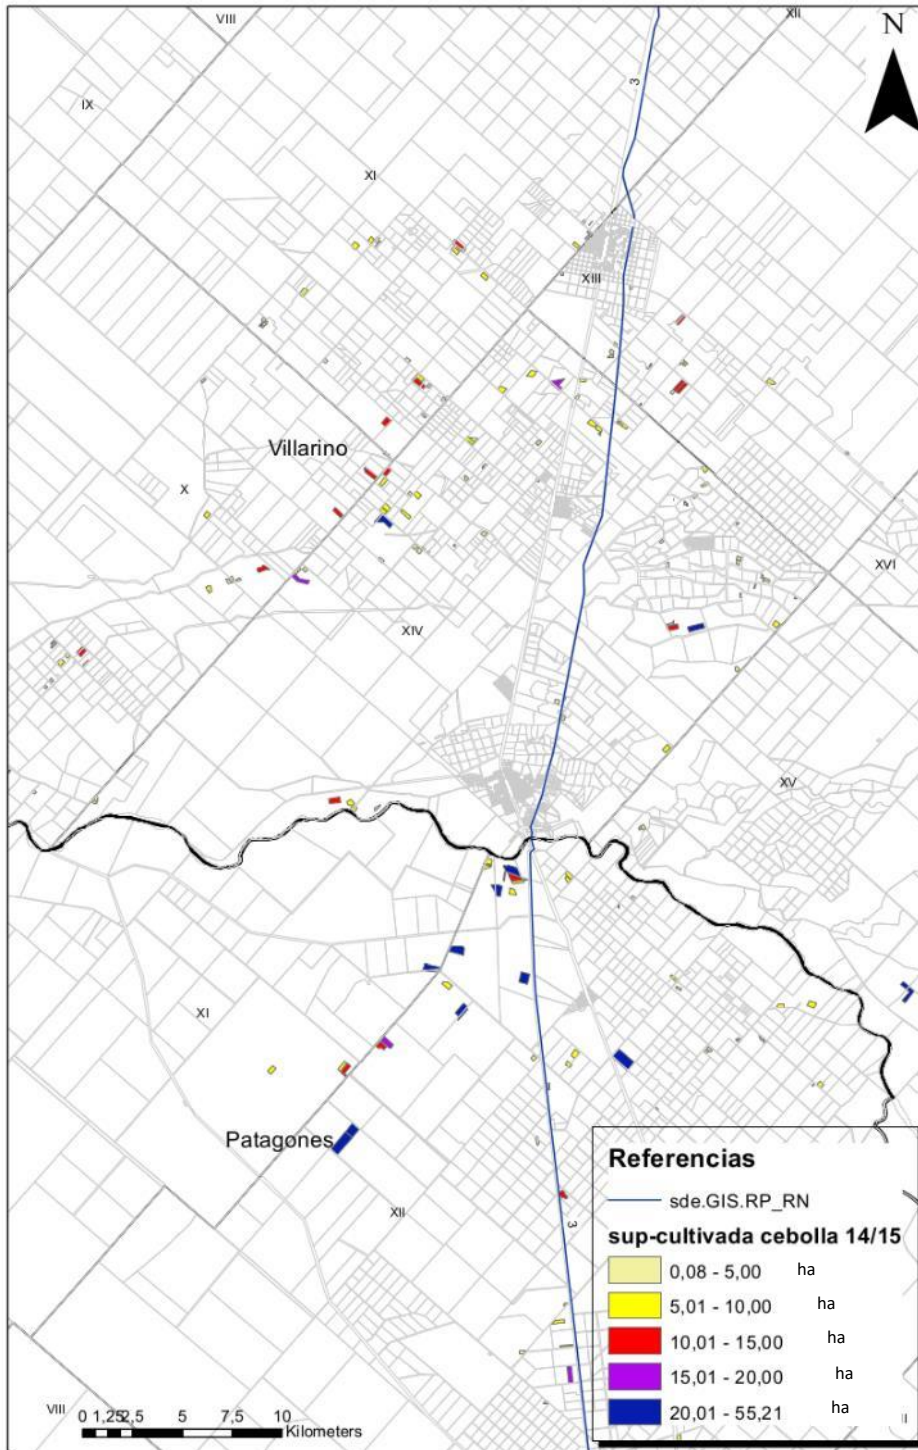 VIII
XII
N
3
IX
XI
XIII
Villarino
X
XVI
XIV
XV
XI
Patagones
XII
3
VIII
0 1,25 2,5 5 7,5 10
Kilometers
Referencias
sde.GIS.RP_RN
sup-cultivada cebolla 14/15
0,08 - 5,00 ha
5,01 - 10,00 ha
10,01 - 15,00 ha
15,01 - 20,00 ha
20,01 - 55,21 ha